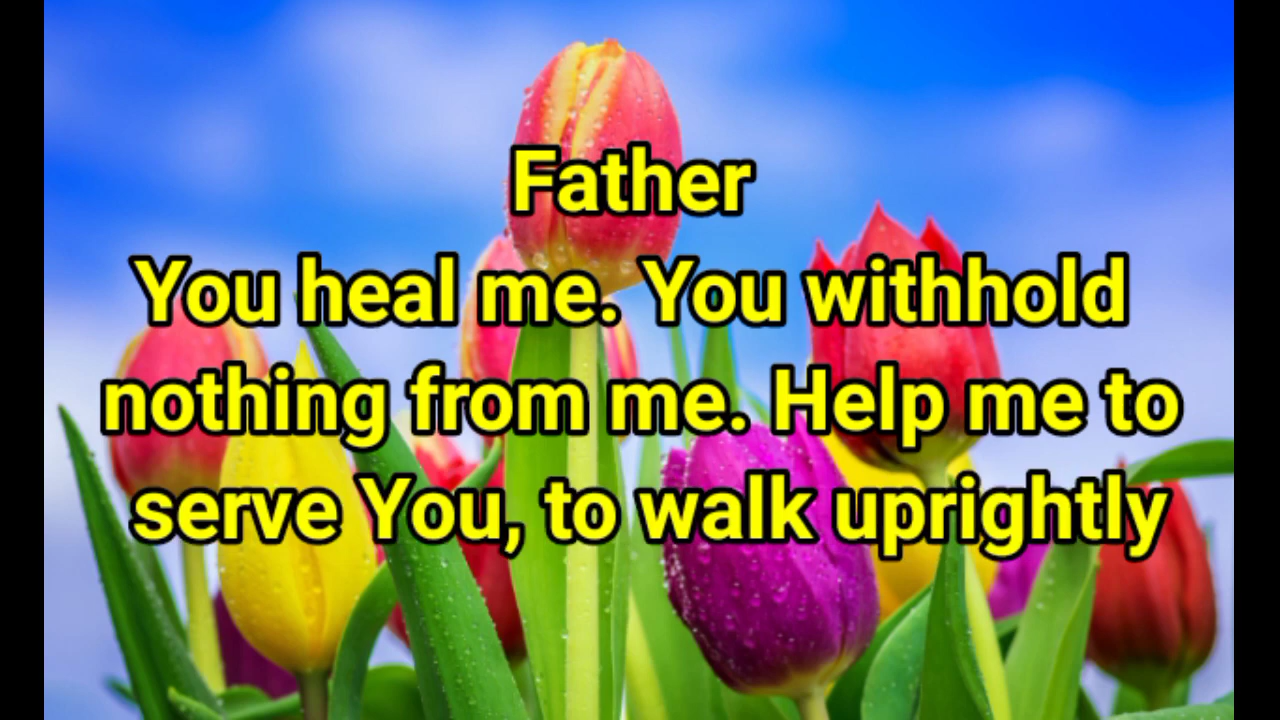 Father
You heal me. You withhold
nothing from me. Help me to
serve You, to walk uprightly